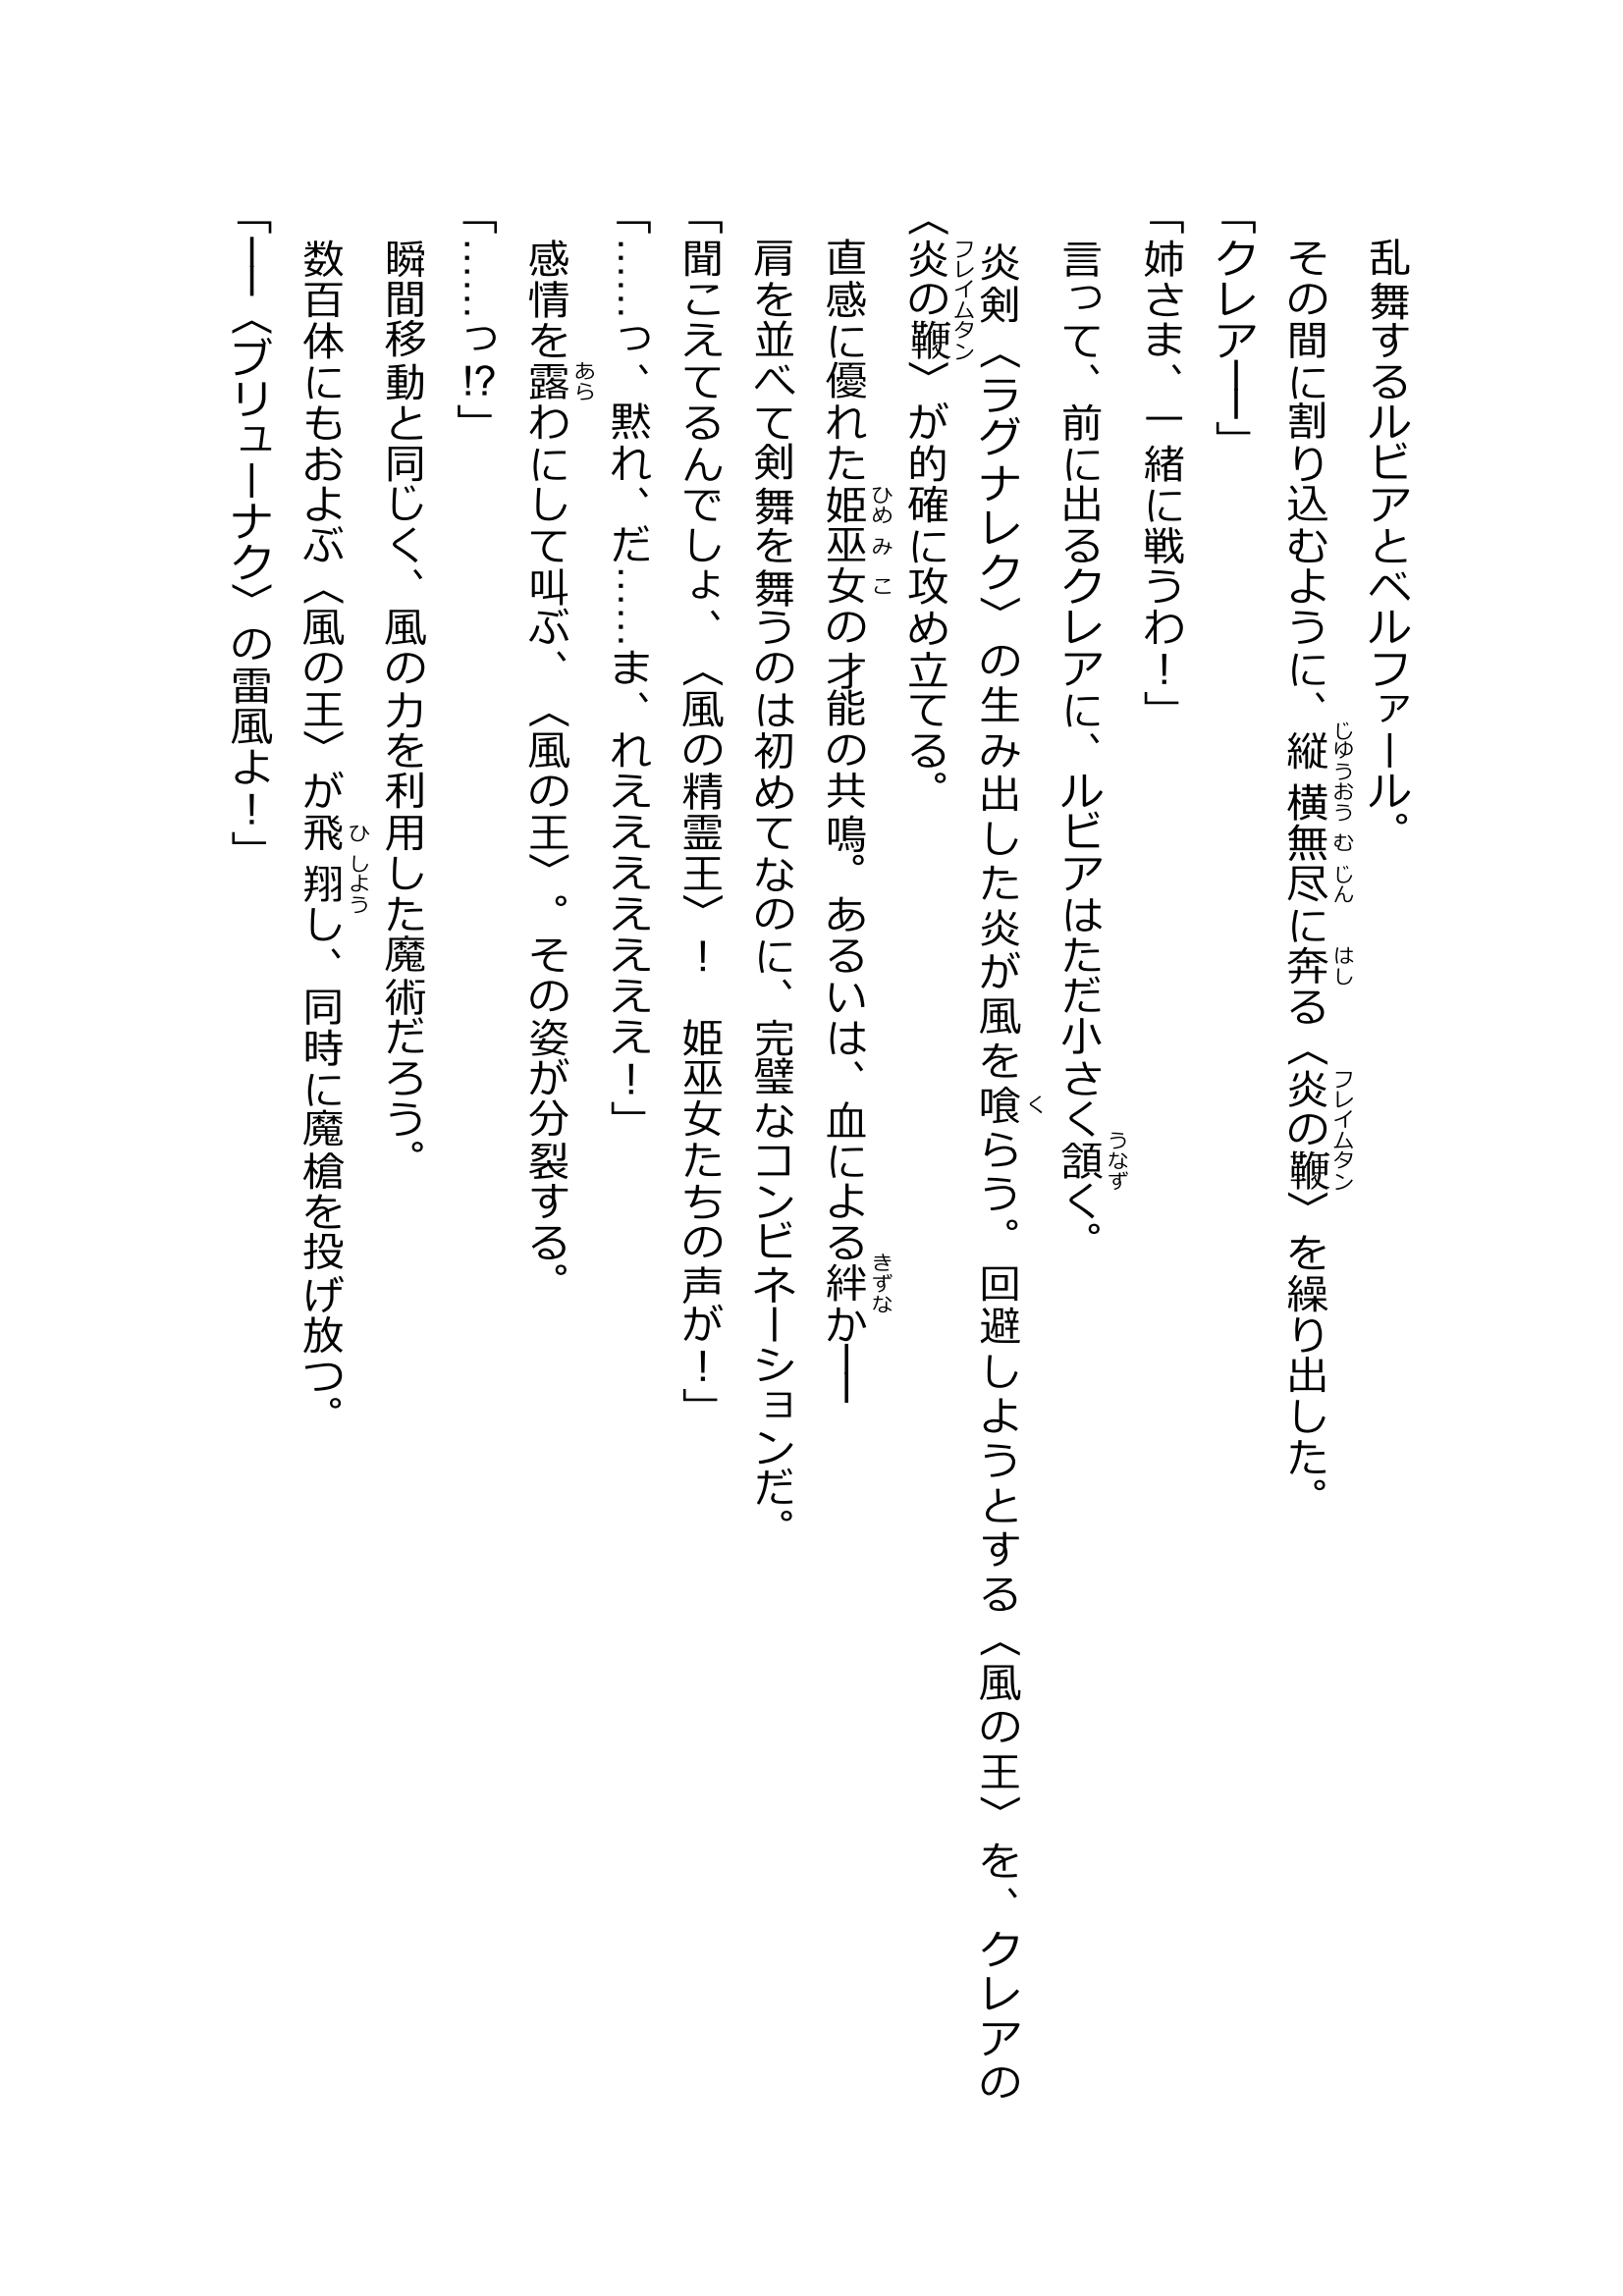 乱舞するルビアとベルファール。
その間に割り込むように、縦横無尽に奔る〈炎の鞭〉を繰り出した。
「クレア――」
「姉さま、一緒に戦うわ！」
言って、前に出るクレアに、ルビアはただ小さく頷く。
炎剣〈ラグナレク〉の生み出した炎が風を喰らう。回避しようとする〈風の王〉を、クレアの
〈炎の鞭〉が的確に攻め立てる。
直感に優れた姫巫女の才能の共鳴。あるいは、血による絆か――
肩を並べて剣舞を舞うのは初めてなのに、完璧なコンビネーションだ。
「聞こえてるんでしょ、〈風の精霊王〉！　姫巫女たちの声が！」
「……っ、黙れ、だ……ま、れえええええええ！」
感情を露わにして叫ぶ、〈風の王〉。その姿が分裂する。
「……っ⁉」
瞬間移動と同じく、風の力を利用した魔術だろう。
数百体にもおよぶ〈風の王〉が飛翔し、同時に魔槍を投げ放つ。
「――〈ブリューナク〉の雷風よ！」